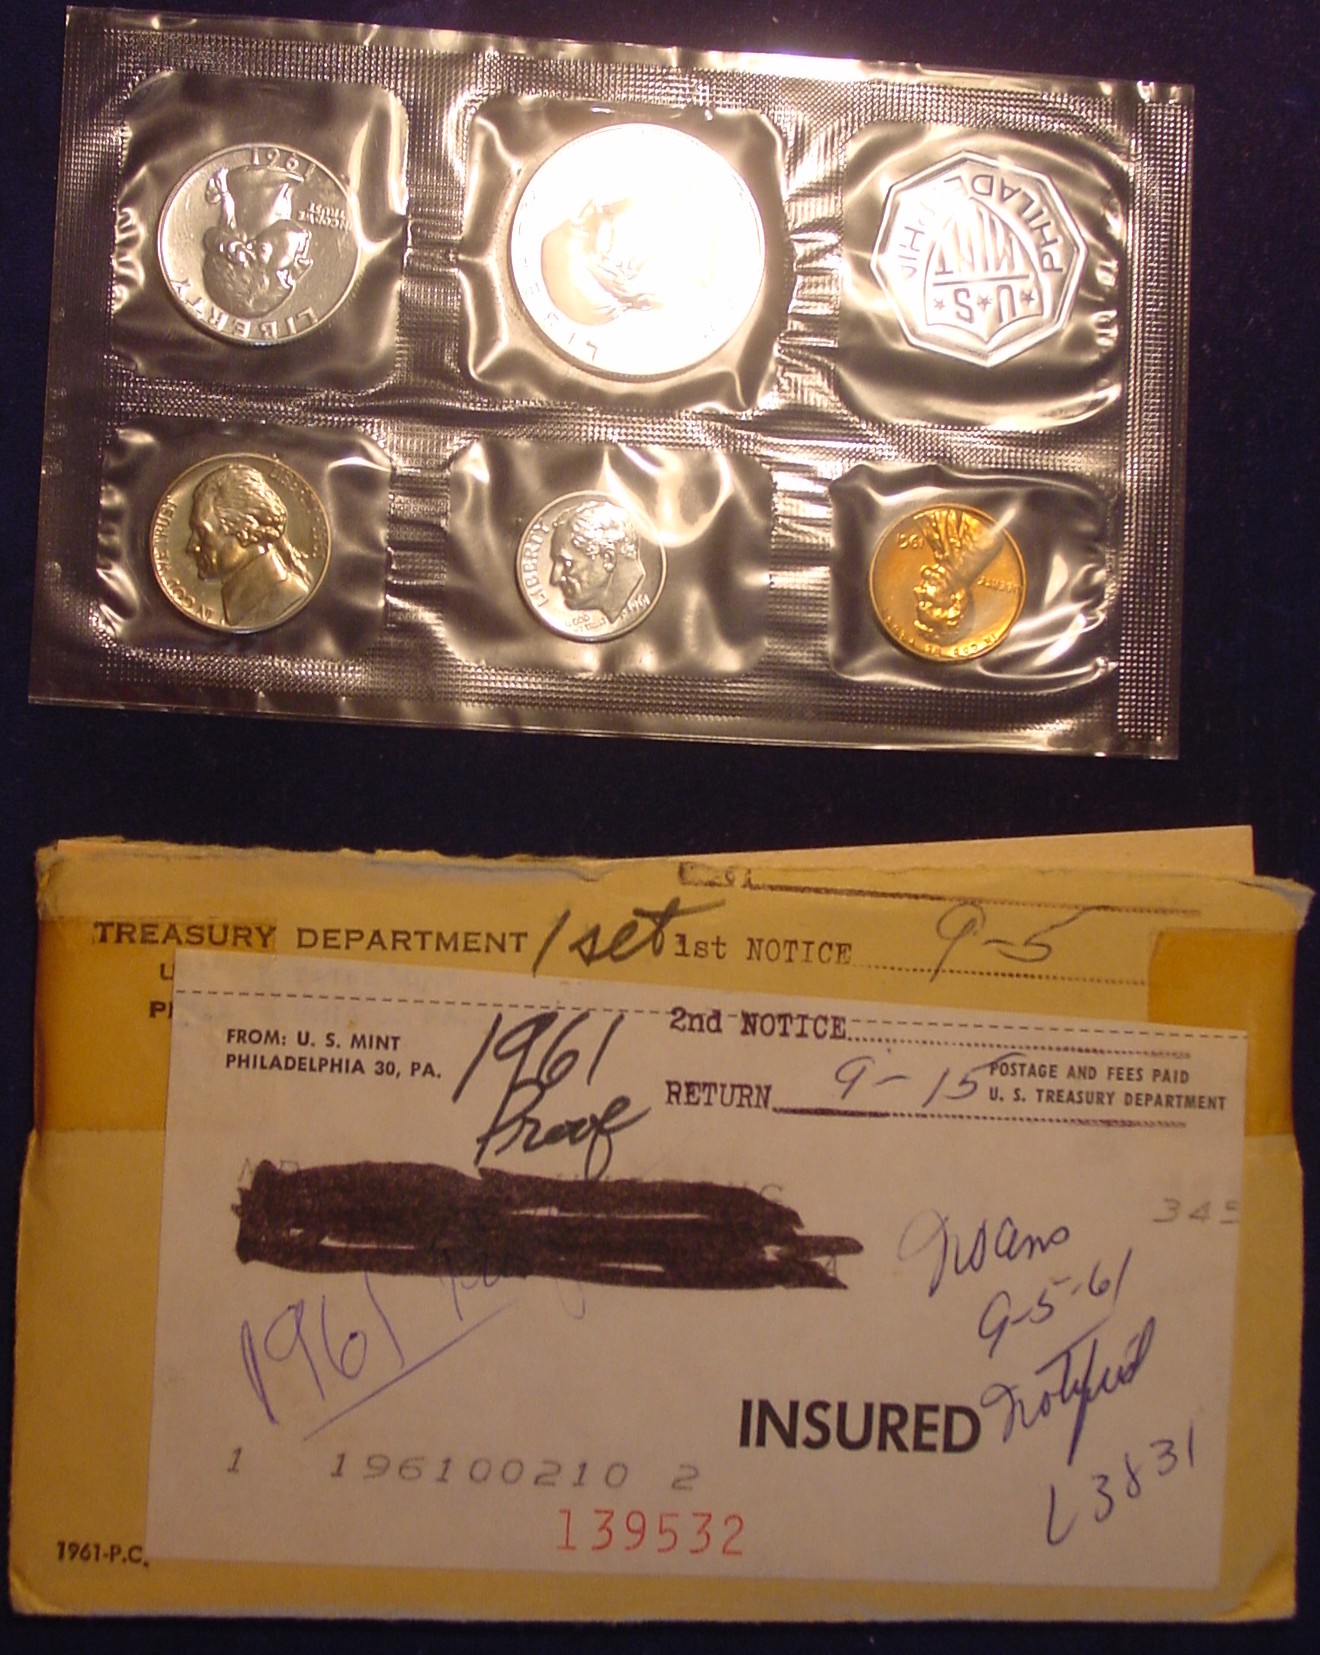 1961
IN GOD WE
TRUST
LIBERTY
U.S.
MINT
PHILADELPHIA
LIBERTY
1961
TREASURY DEPARTMENT 1 set 1st NOTICE 9-5
FROM: U. S. MINT
PHILADELPHIA 30, PA.
1961
Proof
2nd NOTICE
RETURN 9-15
POSTAGE AND FEES PAID
U. S. TREASURY DEPARTMENT
345
1961
9-5-61
Notified
INSURED
L3831
1 196100210 2
139532
1961-P.C.